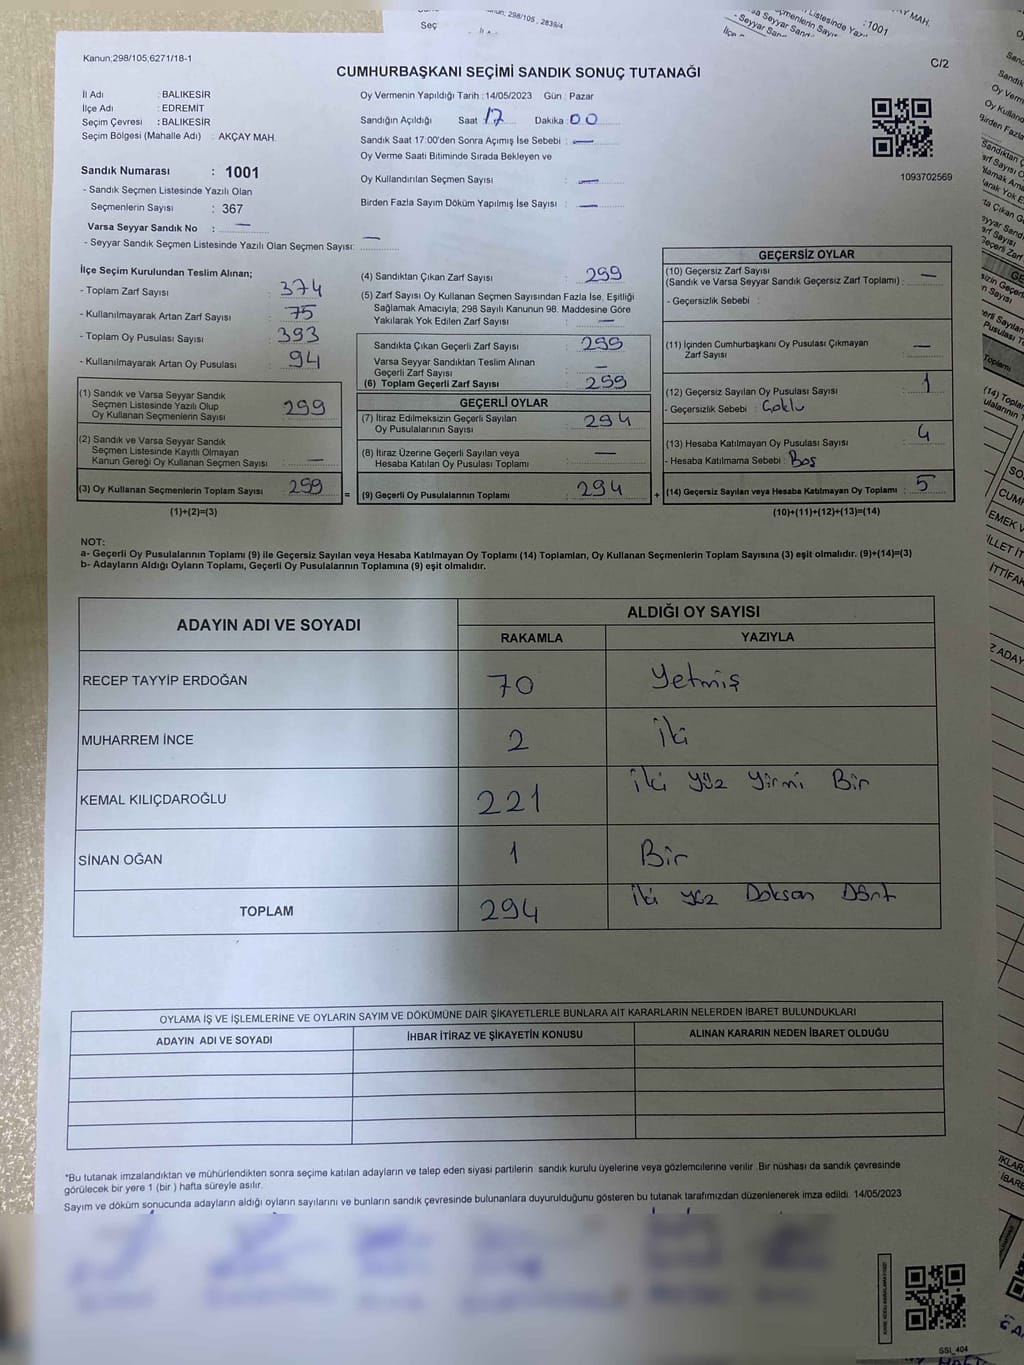 Kanun;298/105,6271/18-1
C/2
CUMHURBAŞKANI SEÇİMİ SANDIK SONUÇ TUTANAĞI
İl Adı : BALIKESİR
İlçe Adı : EDREMİT
Seçim Çevresi : BALIKESİR
Seçim Bölgesi (Mahalle Adı) : AKÇAY MAH.
Sandık Numarası : 1001
- Sandık Seçmen Listesinde Yazılı Olan
Seçmenlerin Sayısı : 367
Varsa Seyyar Sandık No : —
- Seyyar Sandık Seçmen Listesinde Yazılı Olan Seçmen Sayısı: —
Oy Vermenin Yapıldığı Tarih : 14/05/2023 Gün : Pazar
Sandığın Açıldığı Saat : 17 Dakika : 00
Sandık Saat 17:00'den Sonra Açımış İse Sebebi : —
Oy Verme Saati Bitiminde Sırada Bekleyen ve
Oy Kullandırılan Seçmen Sayısı : —
Birden Fazla Sayım Döküm Yapılmış İse Sayısı : —
1093702569
İlçe Seçim Kurulundan Teslim Alınan;
- Toplam Zarf Sayısı : 374
- Kullanılmayarak Artan Zarf Sayısı : 75
- Toplam Oy Pusulası Sayısı : 393
- Kullanılmayarak Artan Oy Pusulası : 94
(1) Sandık ve Varsa Seyyar Sandık
Seçmen Listesinde Yazılı Olup
Oy Kullanan Seçmenlerin Sayısı : 299
(2) Sandık ve Varsa Seyyar Sandık
Seçmen Listesinde Kayıtlı Olmayan
Kanun Gereği Oy Kullanan Seçmen Sayısı : —
(3) Oy Kullanan Seçmenlerin Toplam Sayısı : 299
(1)+(2)=(3)
(4) Sandıktan Çıkan Zarf Sayısı : 299
(5) Zarf Sayısı Oy Kullanan Seçmen Sayısından Fazla İse, Eşitliği
Sağlamak Amacıyla; 298 Sayılı Kanunun 98. Maddesine Göre
Yakılarak Yok Edilen Zarf Sayısı : —
Sandıkta Çıkan Geçerli Zarf Sayısı : 299
Varsa Seyyar Sandıktan Teslim Alınan
Geçerli Zarf Sayısı : —
(6) Toplam Geçerli Zarf Sayısı : 299
GEÇERLİ OYLAR
(7) İtiraz Edilmeksizin Geçerli Sayılan
Oy Pusulalarının Sayısı : 294
(8) İtiraz Üzerine Geçerli Sayılan veya
Hesaba Katılan Oy Pusulası Toplamı : —
= (9) Geçerli Oy Pusulalarının Toplamı : 294 +
GEÇERSİZ OYLAR
(10) Geçersiz Zarf Sayısı
(Sandık ve Varsa Seyyar Sandık Geçersiz Zarf Toplamı) : —
- Geçersizlik Sebebi :
(11) İçinden Cumhurbaşkanı Oy Pusulası Çıkmayan
Zarf Sayısı : —
(12) Geçersiz Sayılan Oy Pusulası Sayısı : 1
- Geçersizlik Sebebi : Çoklu
(13) Hesaba Katılmayan Oy Pusulası Sayısı : 4
- Hesaba Katılmama Sebebi : Boş
(14) Geçersiz Sayılan veya Hesaba Katılmayan Oy Toplamı : 5
(10)+(11)+(12)+(13)=(14)
NOT:
a- Geçerli Oy Pusulalarının Toplamı (9) ile Geçersiz Sayılan veya Hesaba Katılmayan Oy Toplamı (14) Toplamları, Oy Kullanan Seçmenlerin Toplam Sayısına (3) eşit olmalıdır. (9)+(14)=(3)
b- Adayların Aldığı Oyların Toplamı, Geçerli Oy Pusulalarının Toplamına (9) eşit olmalıdır.
ADAYIN ADI VE SOYADI ALDIĞI OY SAYISI
RAKAMLA YAZIYLA
RECEP TAYYİP ERDOĞAN 70 Yetmiş
MUHARREM İNCE 2 İki
KEMAL KILIÇDAROĞLU 221 İki yüz Yirmi Bir
SİNAN OĞAN 1 Bir
TOPLAM 294 İki yüz Doksan Dört
OYLAMA İŞ VE İŞLEMLERİNE VE OYLARIN SAYIM VE DÖKÜMÜNE DAİR ŞİKAYETLERLE BUNLARA AİT KARARLARIN NELERDEN İBARET BULUNDUKLARI
ADAYIN ADI VE SOYADI İHBAR İTİRAZ VE ŞİKAYETİN KONUSU ALINAN KARARIN NEDEN İBARET OLDUĞU
*Bu tutanak imzalandıktan ve mühürlendikten sonra seçime katılan adayların ve talep eden siyasi partilerin sandık kurulu üyelerine veya gözlemcilerine verilir .Bir nüshası da sandık çevresinde
görülecek bir yere 1 (bir ) hafta süreyle asılır.
Sayım ve döküm sonucunda adayların aldığı oyların sayılarını ve bunların sandık çevresinde bulunanlara duyurulduğunu gösteren bu tutanak tarafımızdan düzenlenerek imza edildi. 14/05/2023
SSI_404